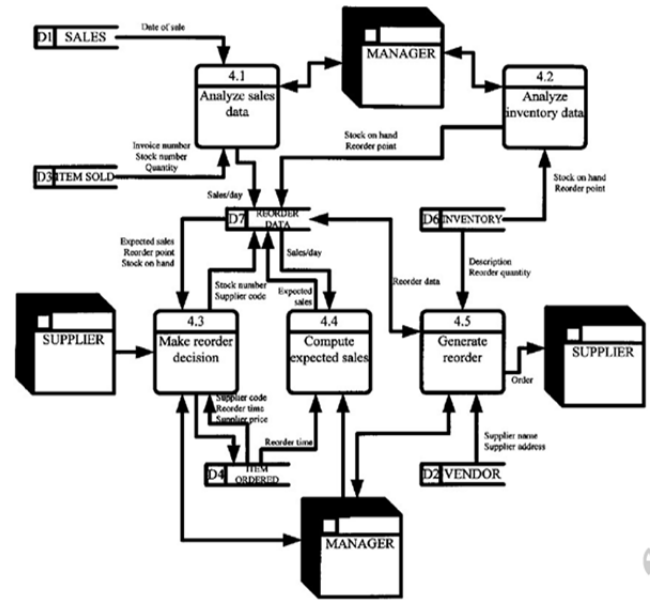 Date of sale
D1 SALES
MANAGER
4.1
Analyze sales
data
4.2
Analyze
inventory data
Invoice number
Stock number
Quantity
Stock on hand
Reorder point
D3 ITEM SOLD
Stock on hand
Reorder point
Sales/day
D7 REORDER
DATA
D6 INVENTORY
Expected sales
Reorder point
Stock on hand
Sales/day
Description
Reorder quantity
Stock number
Supplier code
Expected
sales
Reorder data
SUPPLIER
4.3
Make reorder
decision
4.4
Compute
expected sales
4.5
Generate
reorder
SUPPLIER
Order
Supplier code
Reorder time
Supplier price
Reorder time
Supplier name
Supplier address
D4 ITEM
ORDERED
D2 VENDOR
MANAGER